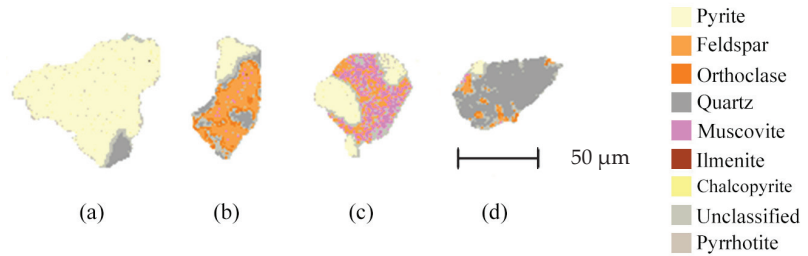 Pyrite
Feldspar
Orthoclase
Quartz
Muscovite
Ilmenite
Chalcopyrite
Unclassified
Pyrrhotite
50 μm
(a) (b) (c) (d)